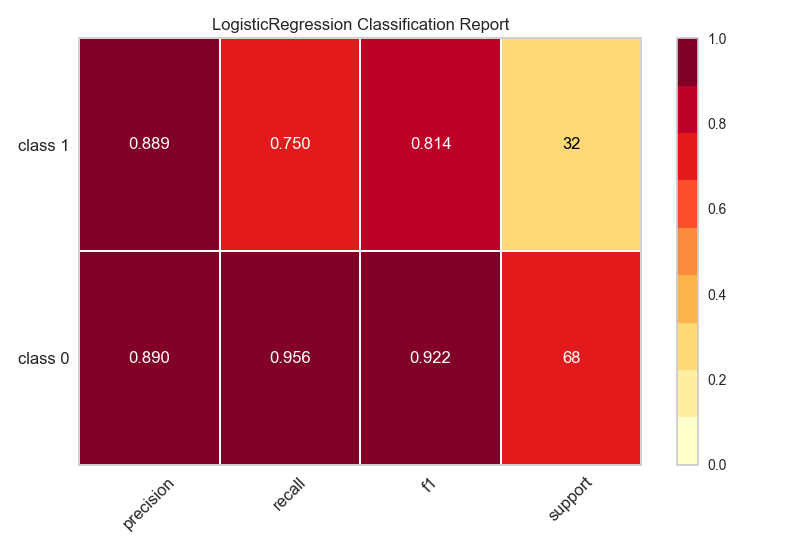 LogisticRegression Classification Report
class 1
0.889 0.750 0.814 32
class 0
0.890 0.956 0.922 68
precision recall f1 support
1.0
0.8
0.6
0.4
0.2
0.0